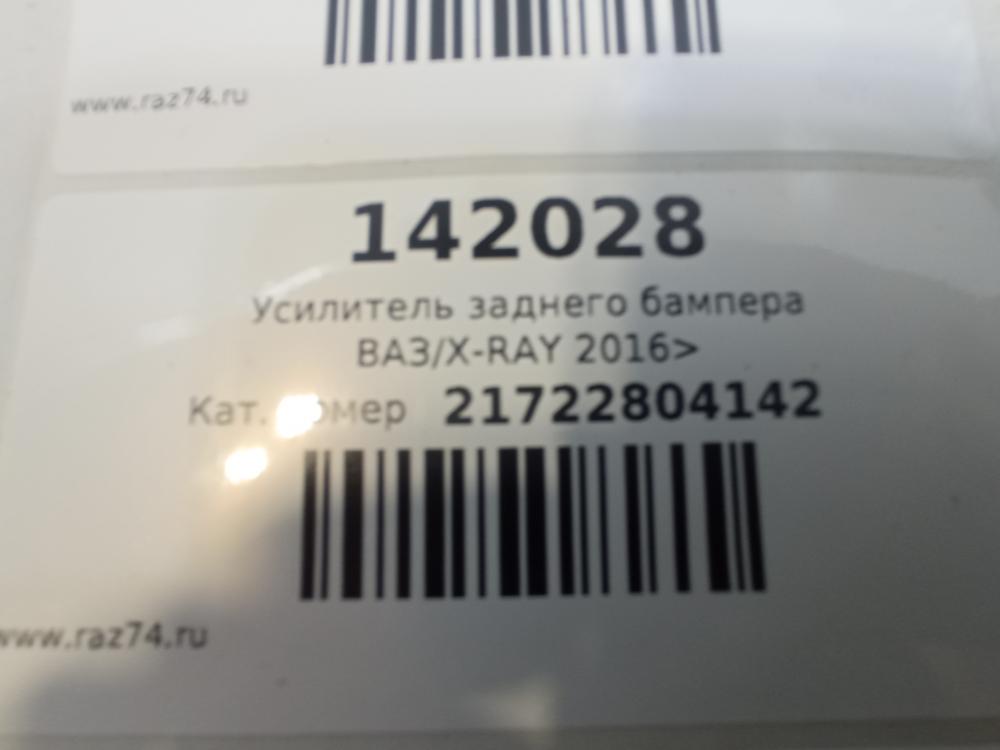 www.raz74.ru
142028
Усилитель заднего бампера
ВАЗ/X-RAY 2016>
Кат. номер 21722804142
www.raz74.ru